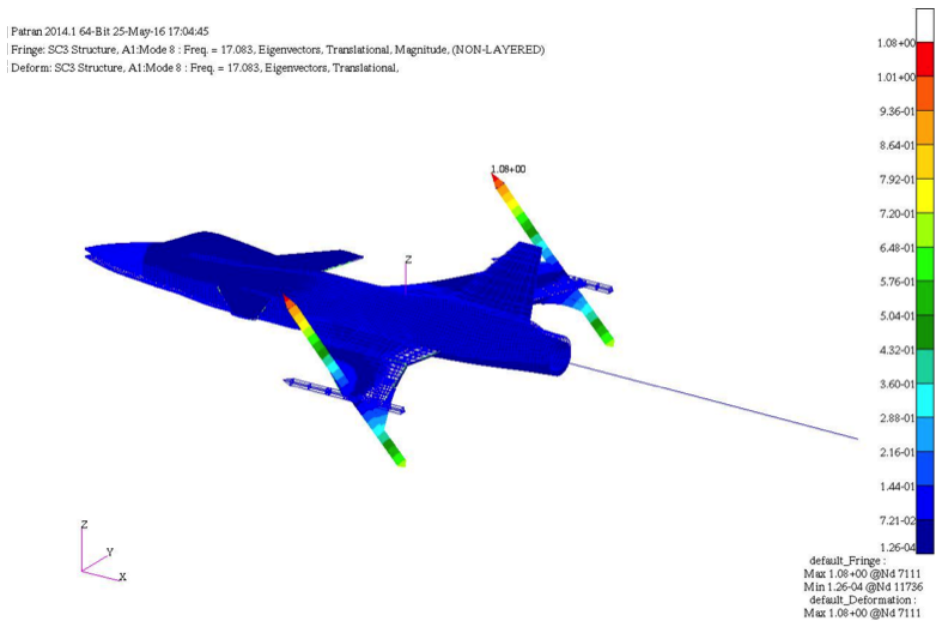 Patran 2014.1 64-Bit 25-May-16 17:04:45
Fringe: SC3 Structure, A1:Mode 8 : Freq. = 17.083, Eigenvectors, Translational, Magnitude, (NON-LAYERED)
Deform: SC3 Structure, A1:Mode 8 : Freq. = 17.083, Eigenvectors, Translational,
1.08+00
1.01+00
9.36-01
8.64-01
7.92-01
7.20-01
6.48-01
5.76-01
5.04-01
4.32-01
3.60-01
2.88-01
2.16-01
1.44-01
7.21-02
1.26-04
1.08+00
Z
Z
Y
X
default_Fringe :
Max 1.08+00 @Nd 7111
Min 1.26-04 @Nd 11736
default_Deformation :
Max 1.08+00 @Nd 7111